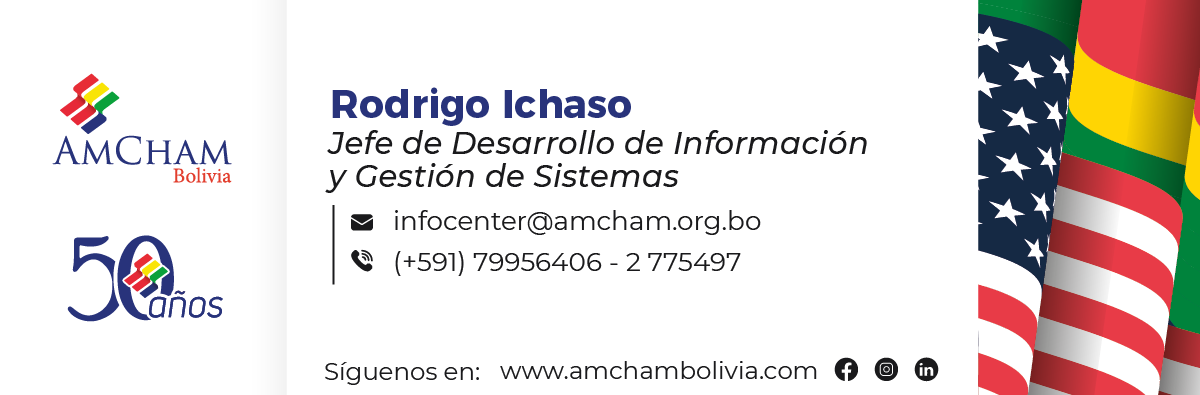 AMCHAM
Bolivia
50
años
Rodrigo Ichaso
Jefe de Desarrollo de Información
y Gestión de Sistemas
infocenter@amcham.org.bo
(+591) 79956406 - 2 775497
Síguenos en: www.amchambolivia.com